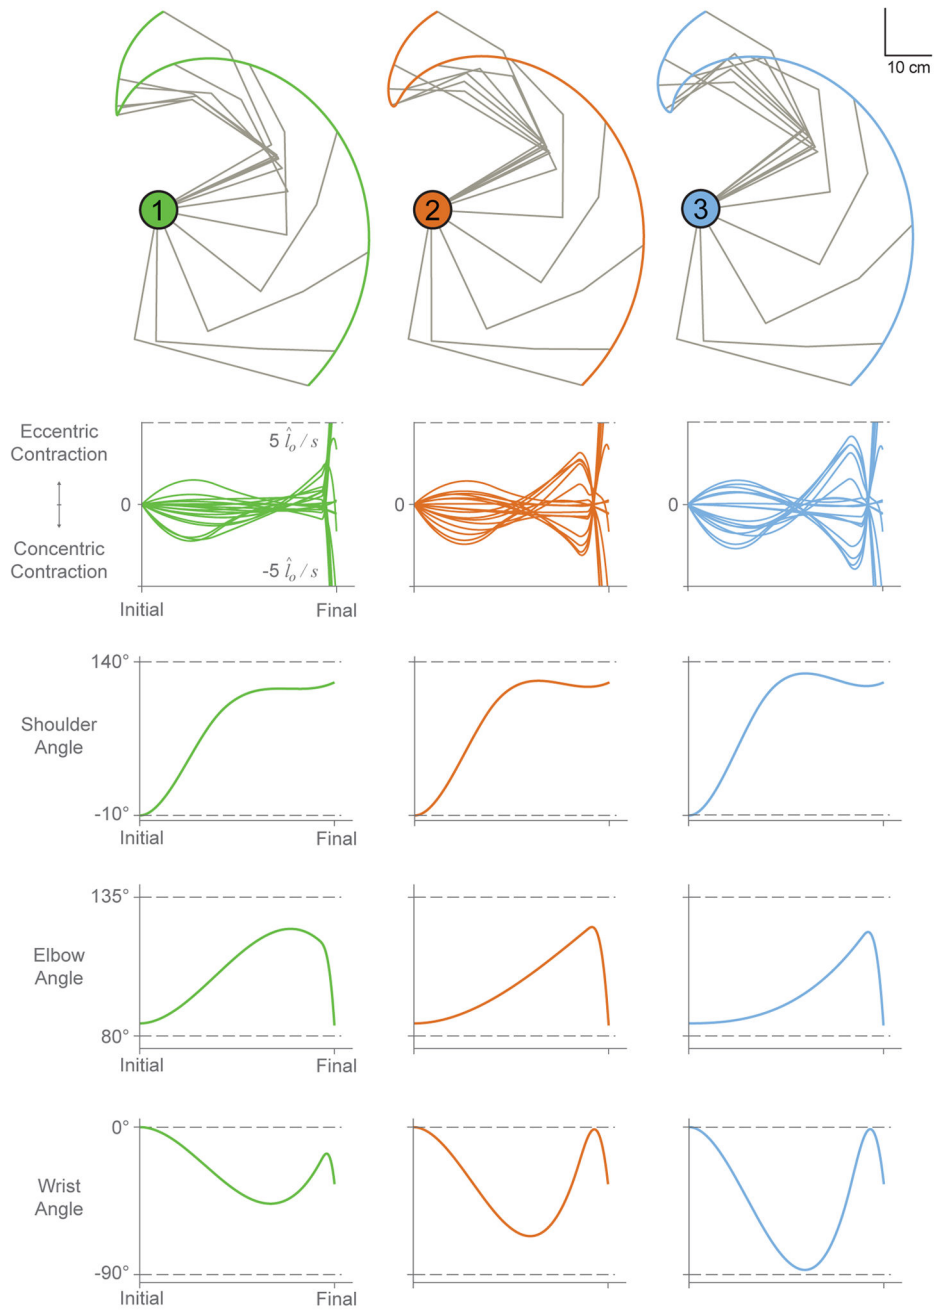 10 cm
1
2
3
Eccentric
Contraction
5 l̂ₒ / s
0
0
0
Concentric
Contraction
-5 l̂ₒ / s
Initial
Final
140°
Shoulder
Angle
-10°
Initial
Final
135°
Elbow
Angle
80°
Initial
Final
0°
Wrist
Angle
-90°
Initial
Final